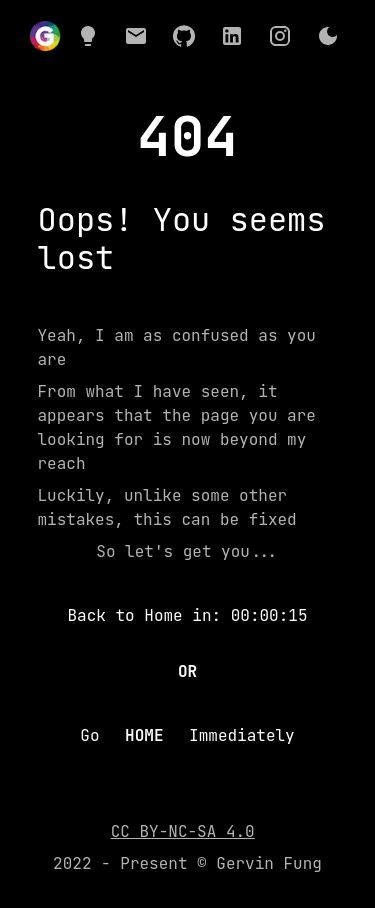 404
Oops! You seems
lost
Yeah, I am as confused as you
are
From what I have seen, it
appears that the page you are
looking for is now beyond my
reach
Luckily, unlike some other
mistakes, this can be fixed
So let's get you...
Back to Home in: 00:00:15
OR
Go HOME Immediately
CC BY-NC-SA 4.0
2022 - Present © Gervin Fung